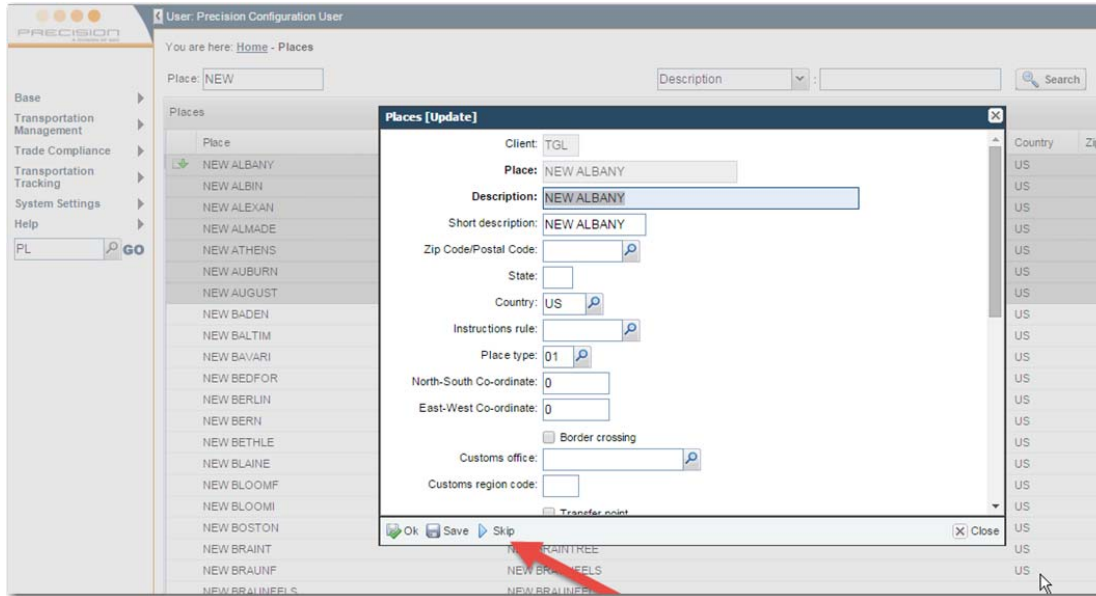 PRECISION
User: Precision Configuration User
You are here: Home - Places
Place: NEW
Description :
Search
Base
Transportation Management
Trade Compliance
Transportation Tracking
System Settings
Help
PL GO
Places
Place Country
NEW ALBANY US
NEW ALBIN US
NEW ALEXAN US
NEW ALMADE US
NEW ATHENS US
NEW AUBURN US
NEW AUGUST US
NEW BADEN US
NEW BALTIM US
NEW BAVARI US
NEW BEDFOR US
NEW BERLIN US
NEW BERN US
NEW BETHLE US
NEW BLAINE US
NEW BLOOMF US
NEW BLOOMI US
NEW BOSTON US
NEW BRAINT US
NEW BRAUNF US
NEW BRAUNFELS
Places [Update]
Client: TGL
Place: NEW ALBANY
Description: NEW ALBANY
Short description: NEW ALBANY
Zip Code/Postal Code:
State:
Country: US
Instructions rule:
Place type: 01
North-South Co-ordinate: 0
East-West Co-ordinate: 0
Border crossing
Customs office:
Customs region code:
Transfer point
Ok Save Skip Close